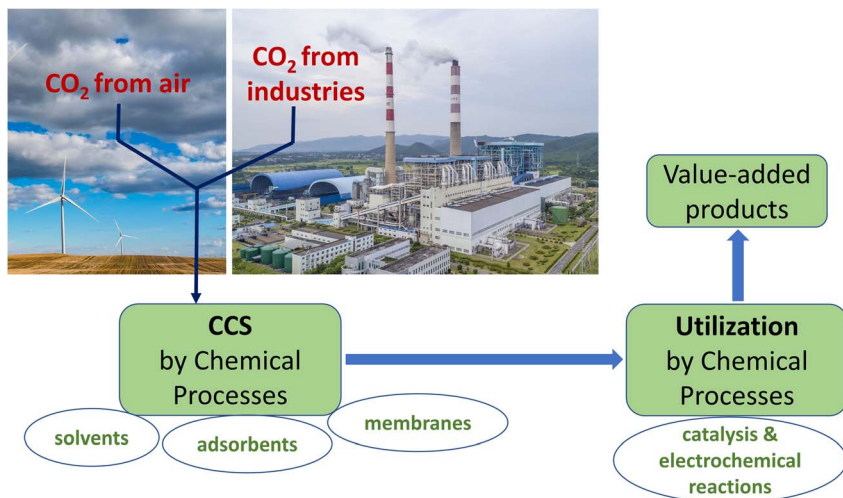 CO₂ from air
CO₂ from
industries
Value-added
products
CCS
by Chemical
Processes
Utilization
by Chemical
Processes
solvents
adsorbents
membranes
catalysis &
electrochemical
reactions